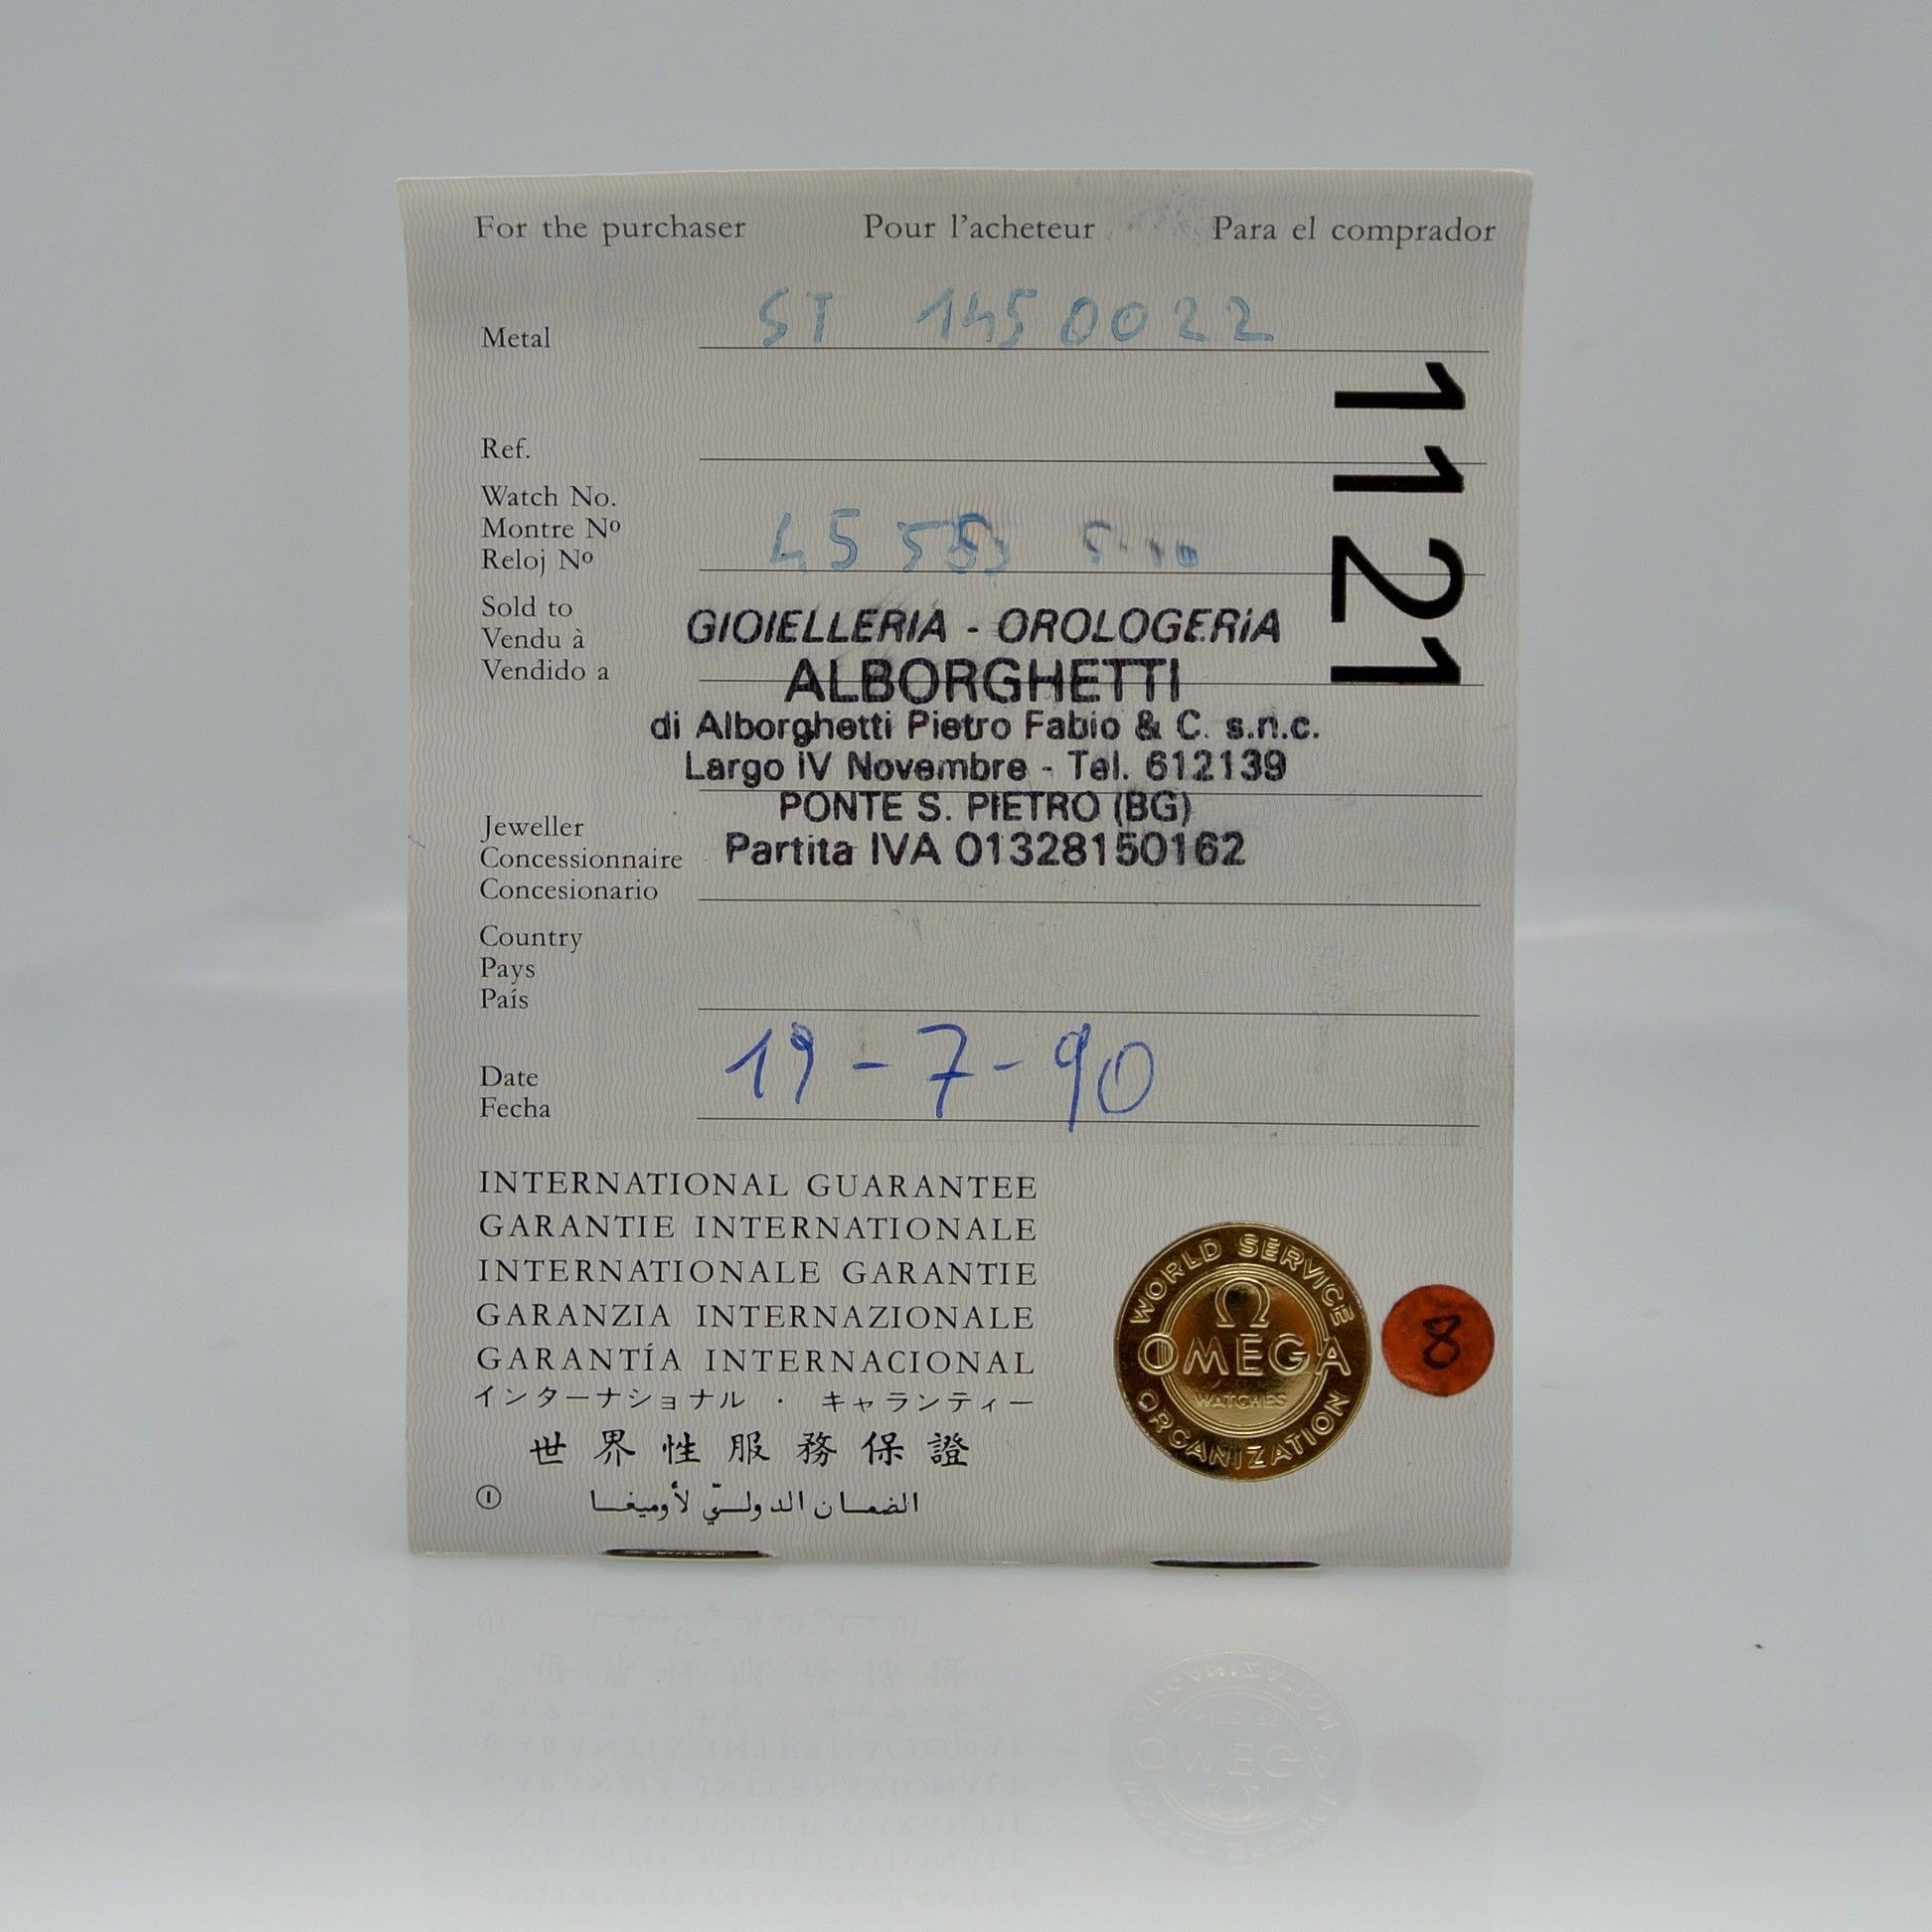 For the purchaser Pour l'acheteur Para el comprador
Metal ST 1450022
1121
Ref.
Watch No.
Montre Nº
Reloj Nº
Sold to
Vendu à
Vendido a
GIOIELLERIA - OROLOGERiA
ALBORGHETTI
di Alborghetti Pietro Fabio & C. s.n.c.
Largo IV Novembre - Tel. 612139
PONTE S. PIETRO (BG)
Partita IVA 01328150162
Jeweller
Concessionnaire
Concesionario
Country
Pays
País
Date
Fecha
19-7-90
INTERNATIONAL GUARANTEE
GARANTIE INTERNATIONALE
INTERNATIONALE GARANTIE
GARANZIA INTERNAZIONALE
GARANTÍA INTERNACIONAL
インターナショナル・キャランティー
世界性服務保證
الضمان الدولي لأوميغا
WORLD SERVICE
Ω
OMEGA
WATCHES
ORGANIZATION
8